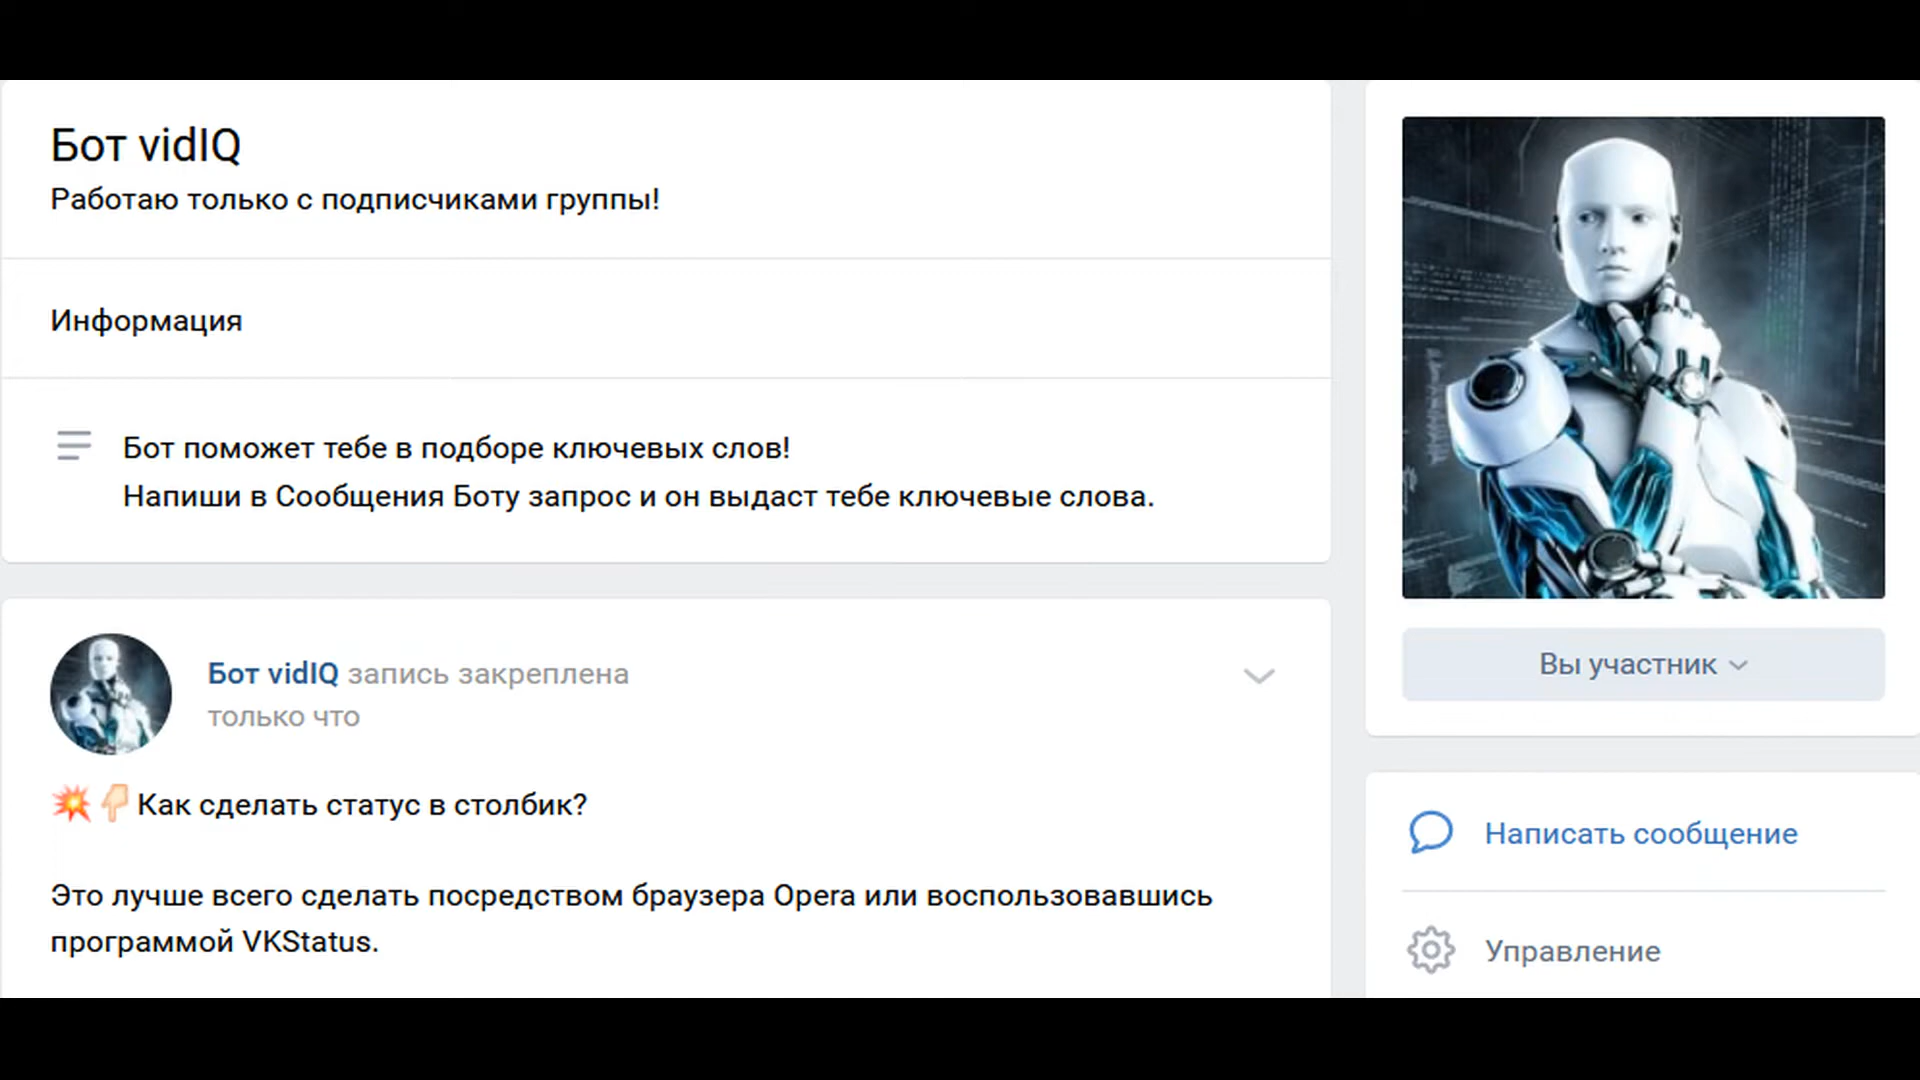 Бот vidIQ
Работаю только с подписчиками группы!
Информация
Бот поможет тебе в подборе ключевых слов!
Напиши в Сообщения Боту запрос и он выдаст тебе ключевые слова.
Бот vidIQ запись закреплена
только что
💥👇🏻Как сделать статус в столбик?
Это лучше всего сделать посредством браузера Opera или воспользовавшись
программой VKStatus.
Вы участник
Написать сообщение
Управление